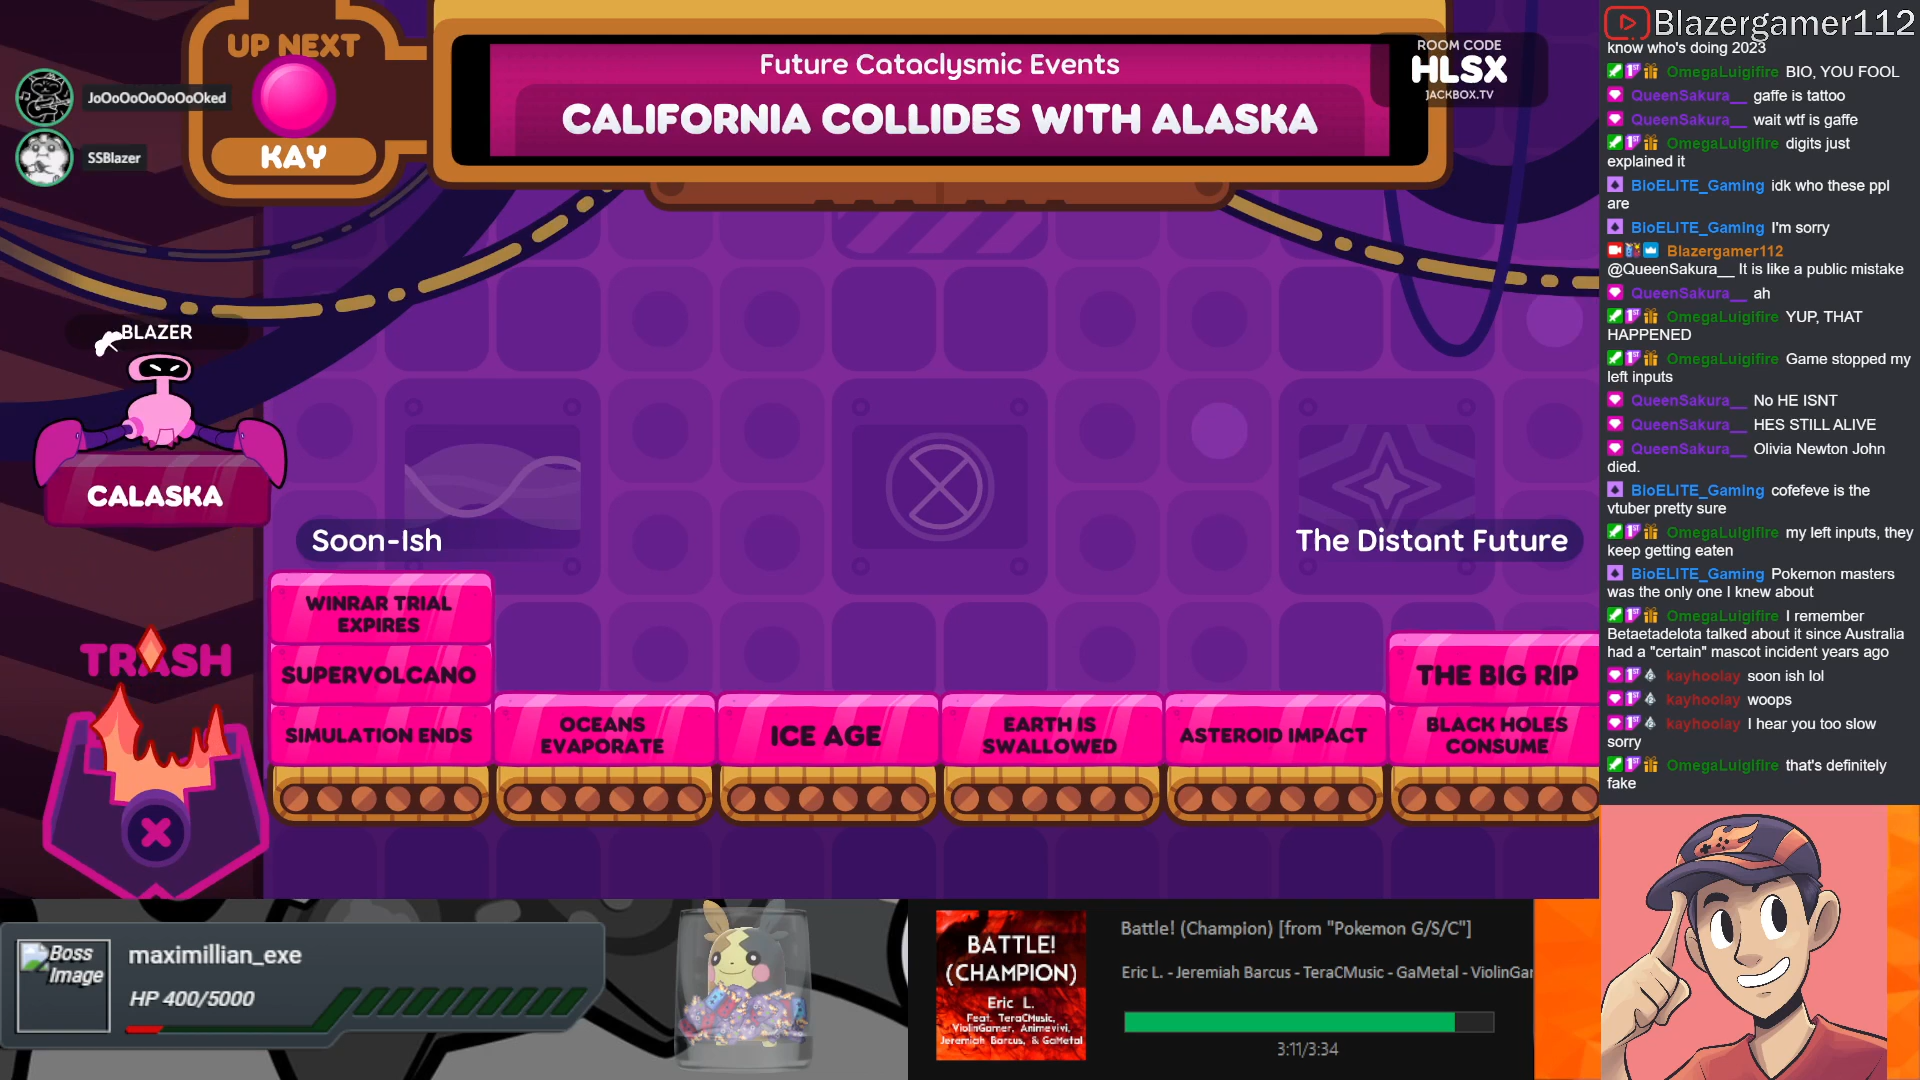 UP NEXT
KAY
JoOoOoOoOoOoOked
SSBlazer
Future Cataclysmic Events
CALIFORNIA COLLIDES WITH ALASKA
ROOM CODE
HLSX
JACKBOX.TV
BLAZER
CALASKA
TRASH
Soon-Ish
The Distant Future
WINRAR TRIAL
EXPIRES
SUPERVOLCANO
SIMULATION ENDS
OCEANS
EVAPORATE
ICE AGE
EARTH IS
SWALLOWED
ASTEROID IMPACT
THE BIG RIP
BLACK HOLES
CONSUME
Boss
Image
maximillian_exe
HP 400/5000
BATTLE!
(CHAMPION)
Eric L.
Feat. TeraCMusic,
ViolinGamer, Animevivi,
Jeremiah Barcus, & GaMetal
Battle! (Champion) [from "Pokemon G/S/C"]
Eric L. - Jeremiah Barcus - TeraCMusic - GaMetal - ViolinGar
3:11/3:34
Blazergamer112
know who's doing 2023
OmegaLuigifire BIO, YOU FOOL
QueenSakura__ gaffe is tattoo
QueenSakura__ wait wtf is gaffe
OmegaLuigifire digits just
explained it
BioELITE_Gaming idk who these ppl
are
BioELITE_Gaming I'm sorry
Blazergamer112
@QueenSakura__ It is like a public mistake
QueenSakura__ ah
OmegaLuigifire YUP, THAT
HAPPENED
OmegaLuigifire Game stopped my
left inputs
QueenSakura__ No HE ISNT
QueenSakura__ HES STILL ALIVE
QueenSakura__ Olivia Newton John
died.
BioELITE_Gaming cofefeve is the
vtuber pretty sure
OmegaLuigifire my left inputs, they
keep getting eaten
BioELITE_Gaming Pokemon masters
was the only one I knew about
OmegaLuigifire I remember
Betaetadelota talked about it since Australia
had a "certain" mascot incident years ago
kayhoolay soon ish lol
kayhoolay woops
kayhoolay I hear you too slow
sorry
OmegaLuigifire that's definitely
fake